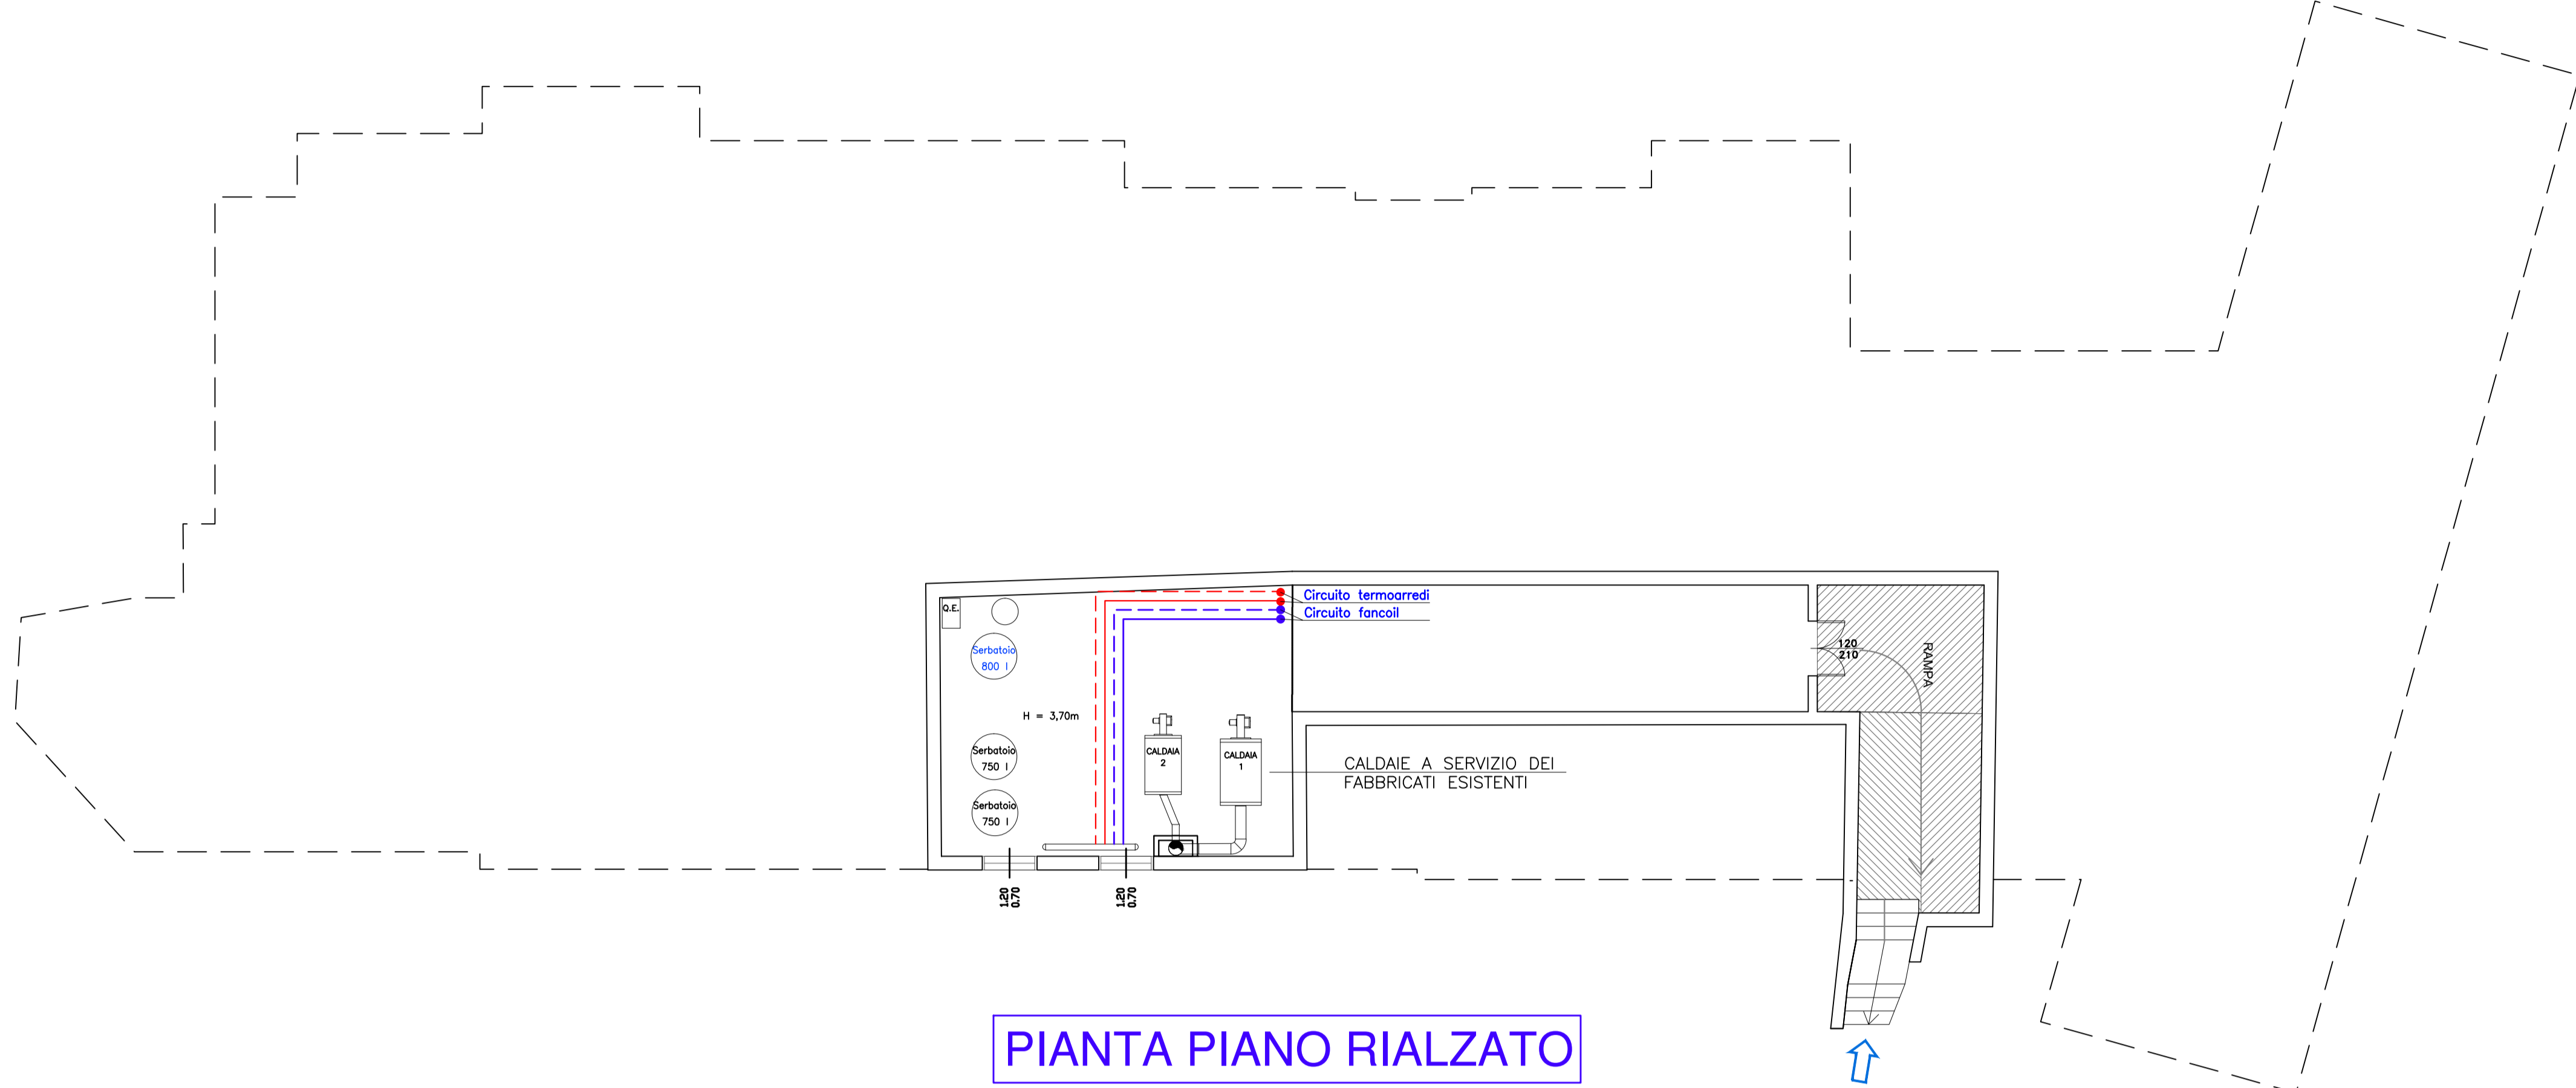 Q.E.
Circuito termoarredi
Circuito fancoil
Serbatoio
800 l
120
210
RAMPA
H = 3,70m
Serbatoio
750 l
CALDAIA
2
CALDAIA
1
CALDAIE A SERVIZIO DEI
FABBRICATI ESISTENTI
Serbatoio
750 l
1.20
0.70
1.20
0.70
PIANTA PIANO RIALZATO